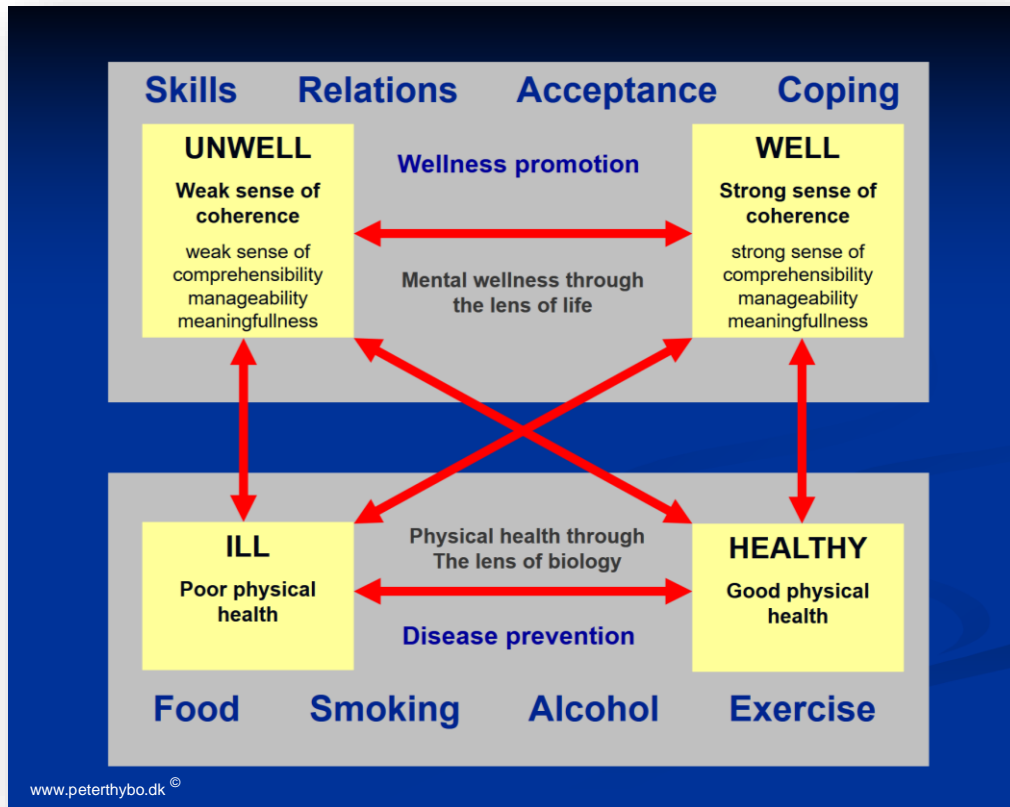 Skills Relations Acceptance Coping
UNWELL
Weak sense of
coherence
weak sense of
comprehensibility
manageability
meaningfullness
Wellness promotion
Mental wellness through
the lens of life
WELL
Strong sense of
coherence
strong sense of
comprehensibility
manageability
meaningfullness
ILL
Poor physical
health
Physical health through
The lens of biology
Disease prevention
HEALTHY
Good physical
health
Food Smoking Alcohol Exercise
www.peterthybo.dk ©